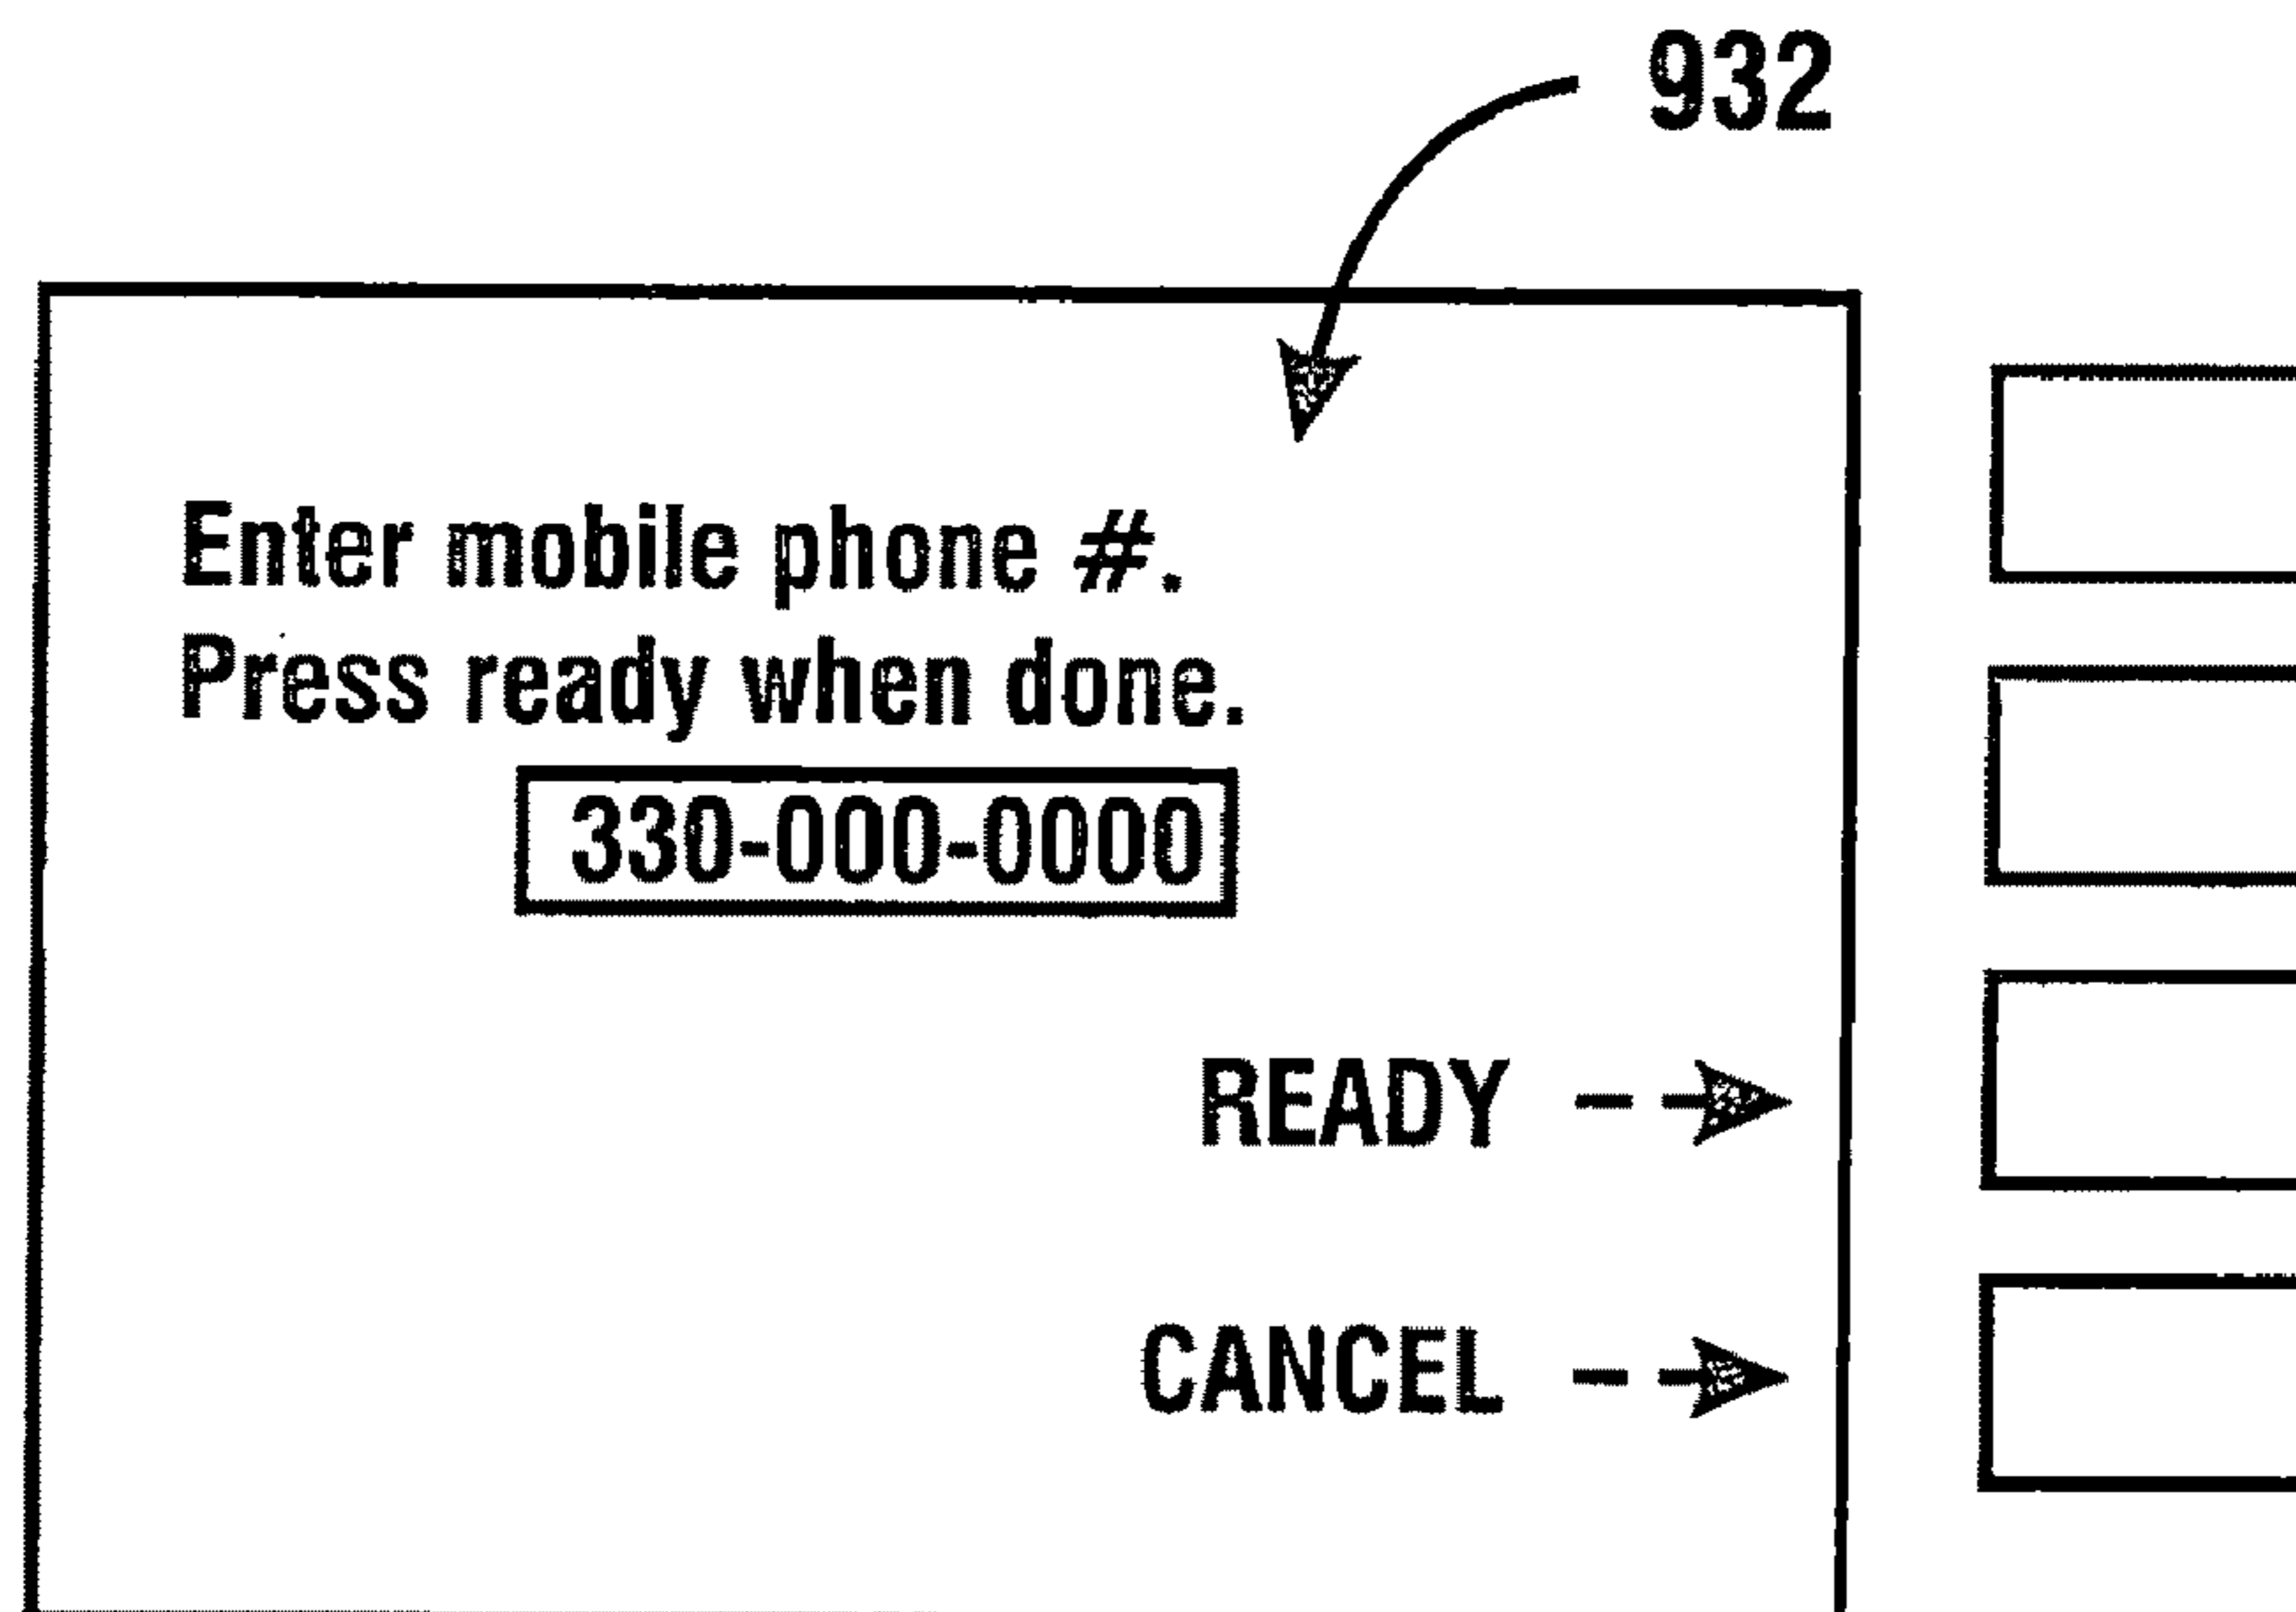 932
Enter mobile phone #.
Press ready when done.
330-000-0000
READY
CANCEL